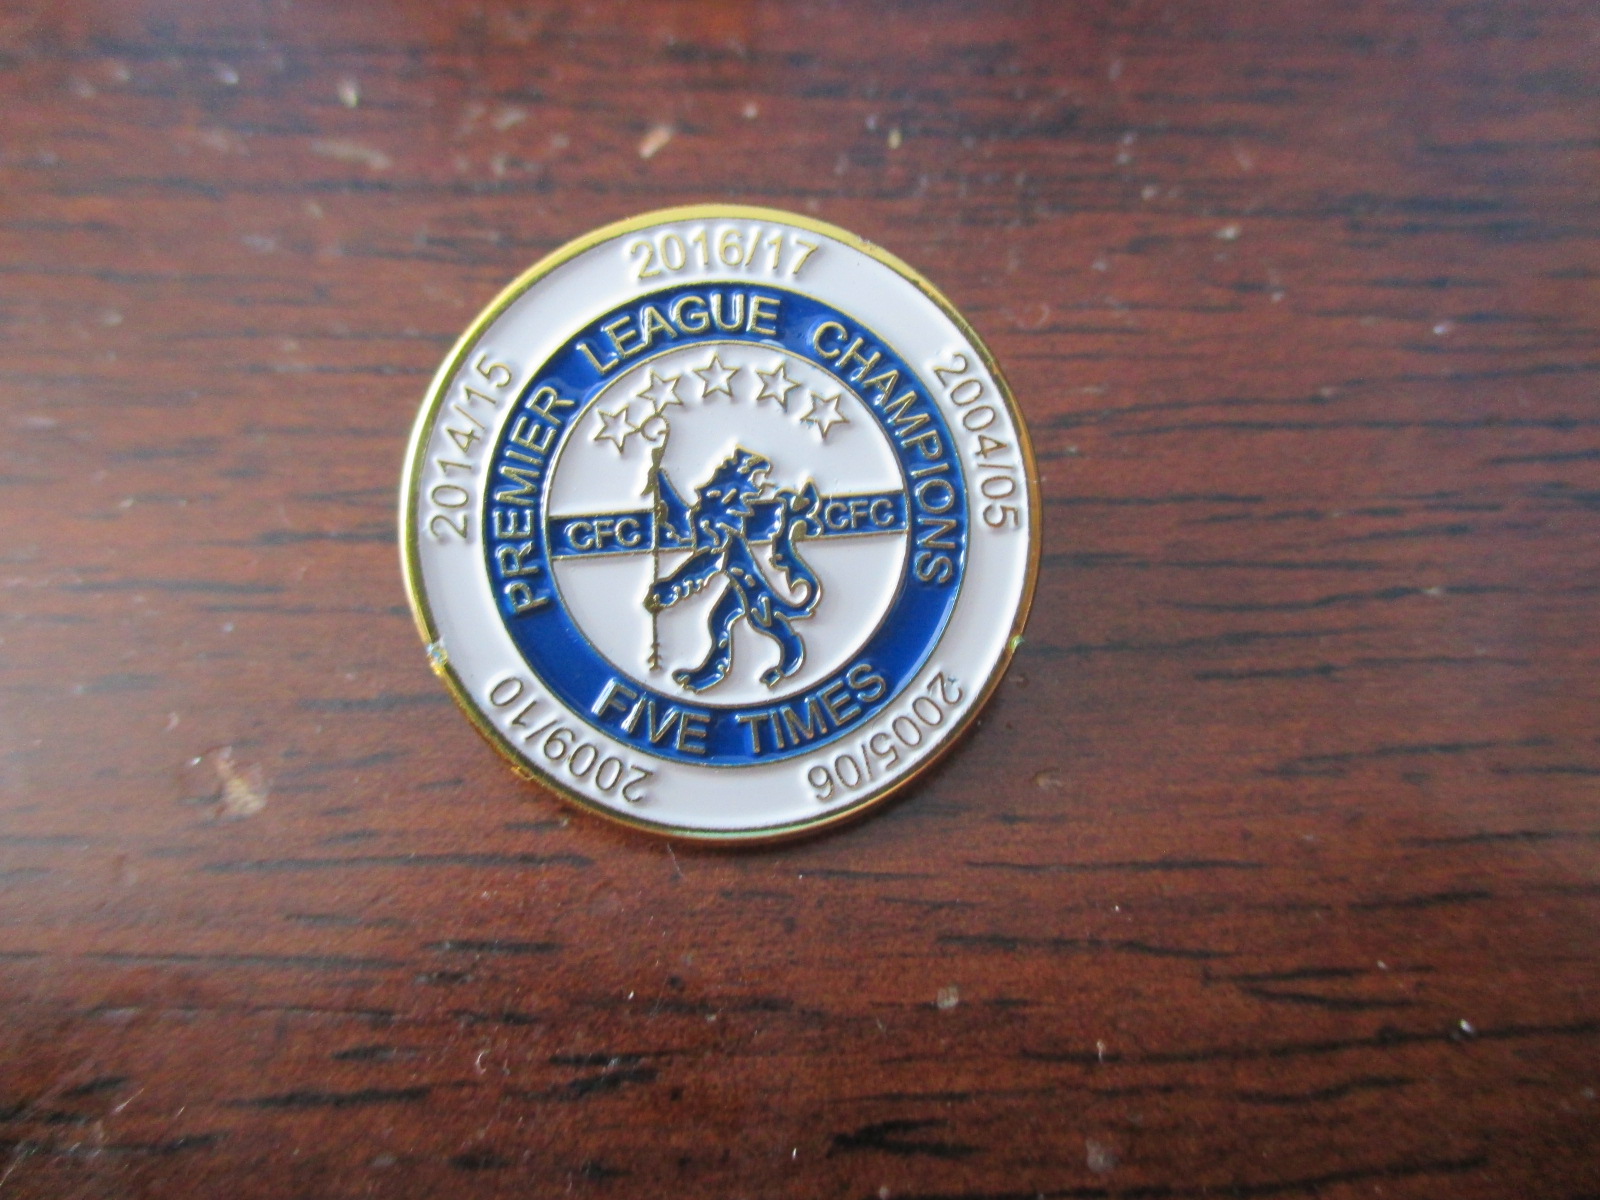 2016/17
2004/05
2005/06
2009/10
2014/15
PREMIER LEAGUE CHAMPIONS
FIVE TIMES
CFC
CFC